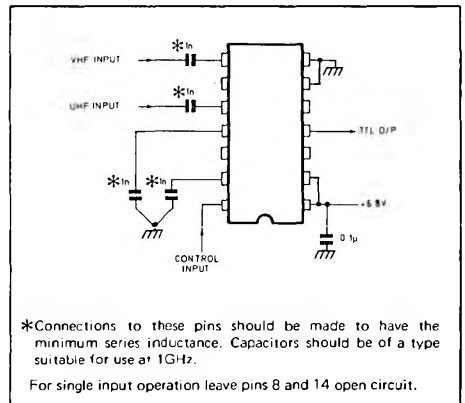 VHF INPUT
*1n
UHF INPUT
*1n
*1n
*1n
CONTROL
INPUT
TTL O/P
+6.8V
0.1µ
*Connections to these pins should be made to have the
minimum series inductance. Capacitors should be of a type
suitable for use at 1GHz.
For single input operation leave pins 8 and 14 open circuit.